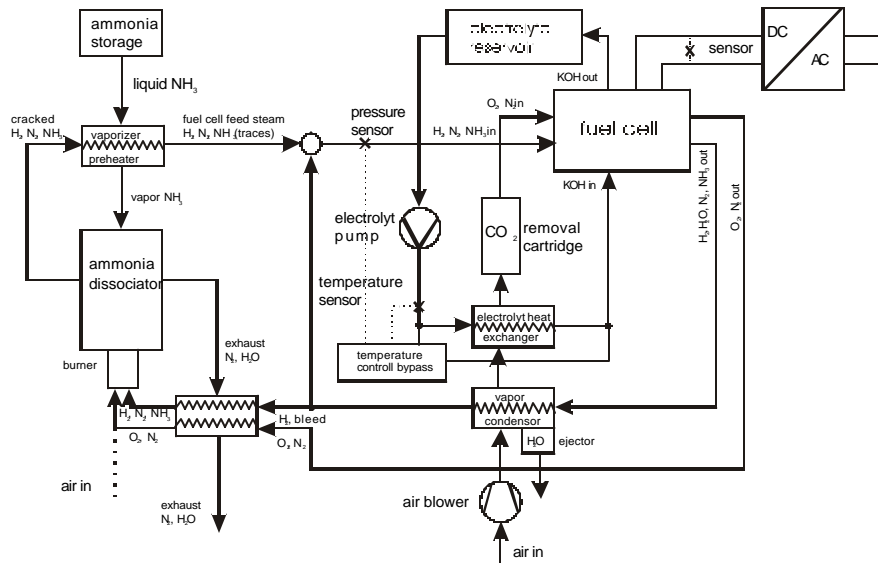 ammonia
storage
liquid NH3
cracked
H2, N2, NH3
vaporizer
preheater
fuel cell feed steam
H2, N2, NH3 (traces)
vapor NH3
ammonia
dissociator
burner
exhaust
N2, H2O
H2, N2, NH3
O2, N2
air in
exhaust
N2, H2O
H2, bleed
O2, N2
electrolyte
reservoir
pressure
sensor
H2, N2, NH3 in
O2, N2 in
KOH out
fuel cell
KOH in
sensor
DC
AC
H2, H2O, N2, NH3 out
O2, N2 out
electrolyt
pump
CO2
removal
cartridge
temperature
sensor
electrolyt heat
exchanger
temperature
controll bypass
vapor
condensor
H2O
ejector
air blower
air in